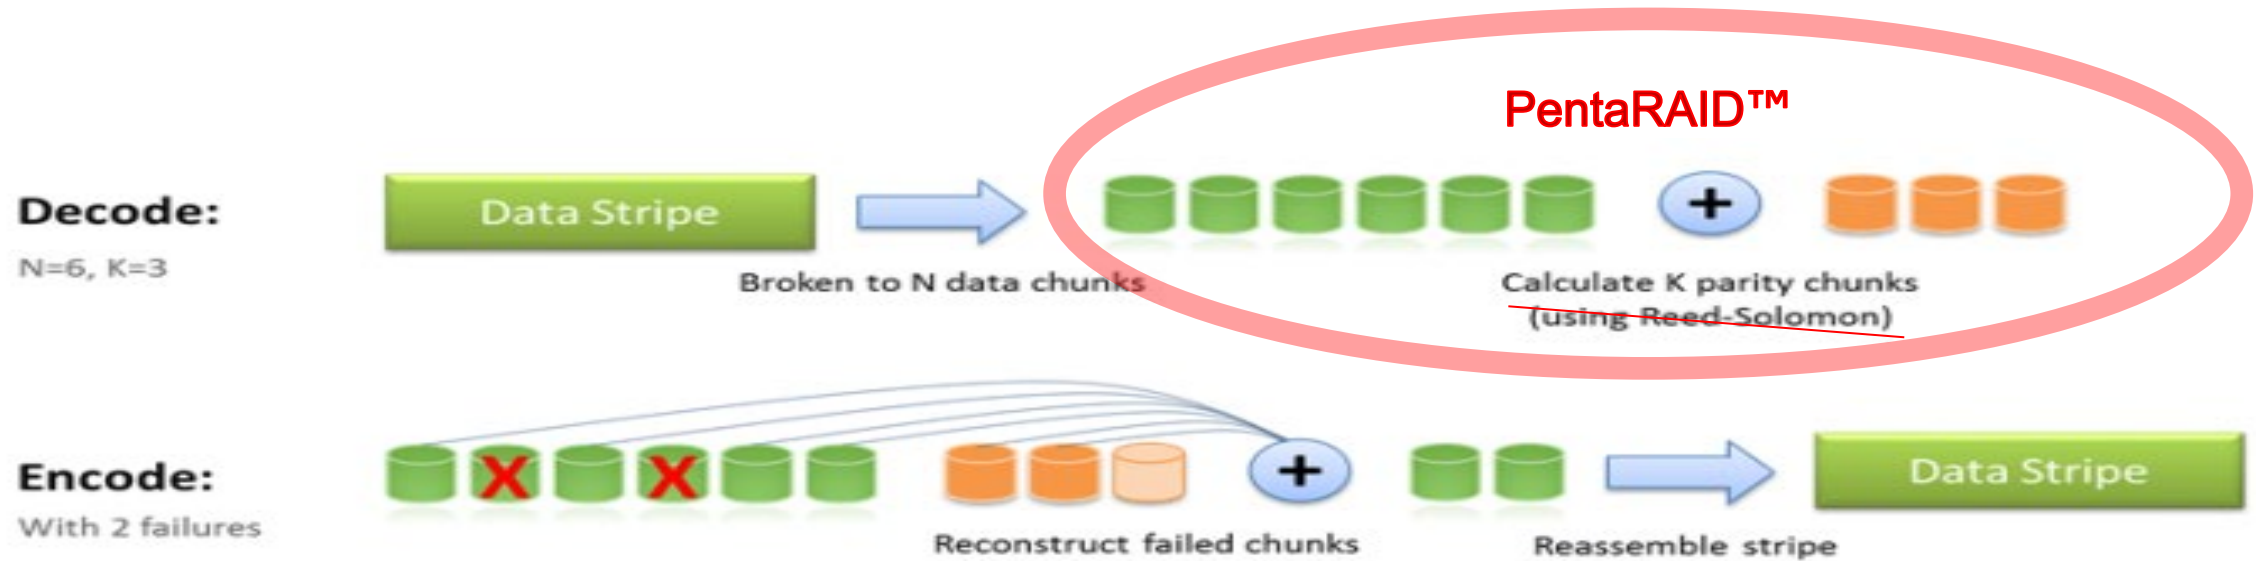 PentaRAID™
Decode:
N=6, K=3
Data Stripe
Broken to N data chunks
+
Calculate K parity chunks
(using Reed-Solomon)
Encode:
With 2 failures
X
X
Reconstruct failed chunks
+
Reassemble stripe
Data Stripe